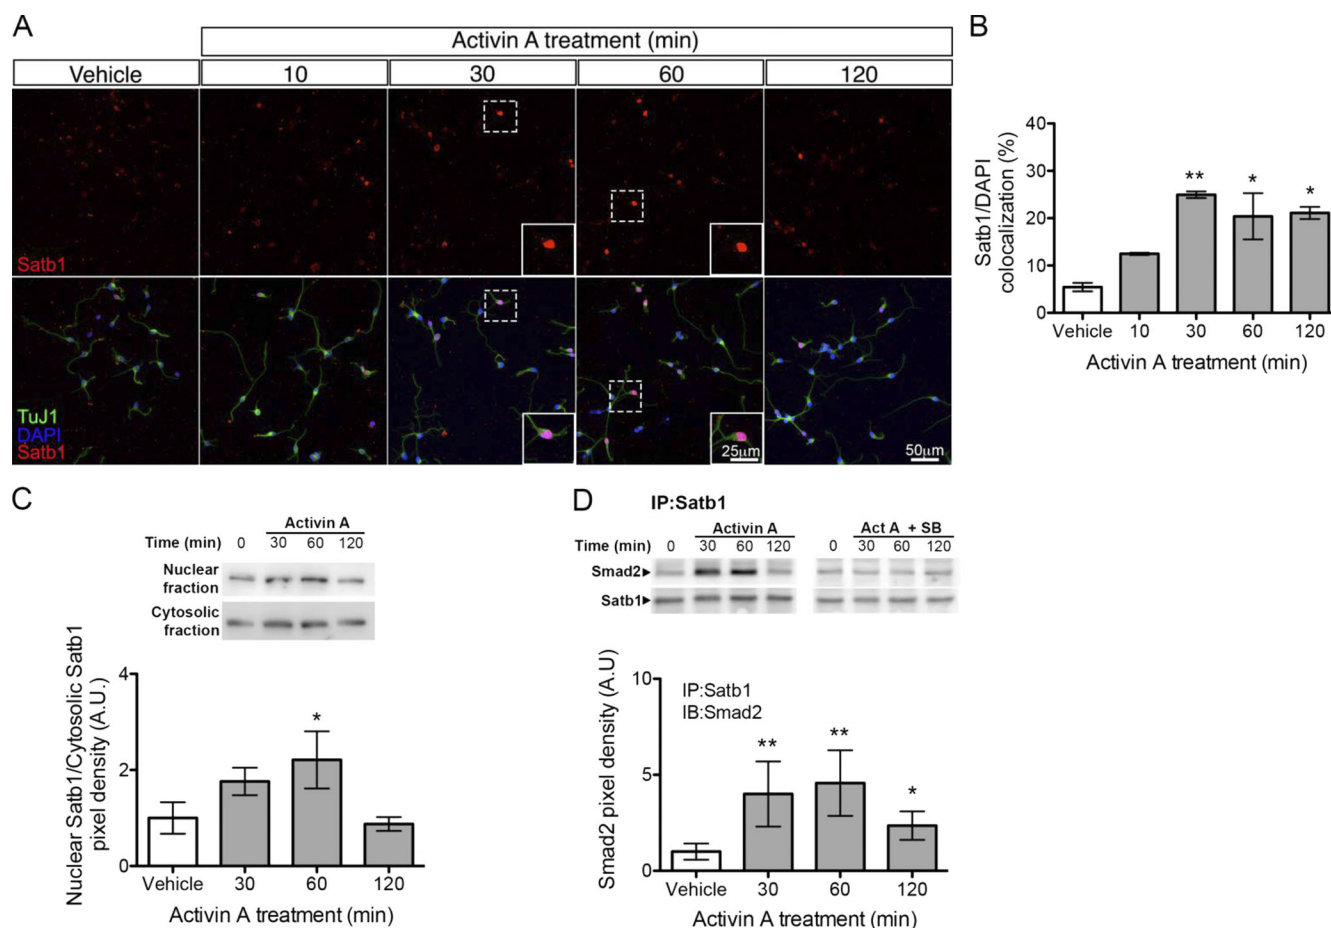 A
Activin A treatment (min)
Vehicle 10 30 60 120
Satb1
TuJ1
DAPI
Satb1
25µm
50µm
B
Satb1/DAPI
colocalization (%)
40
30
20
10
0
** * *
Vehicle 10 30 60 120
Activin A treatment (min)
C
Activin A
Time (min) 0 30 60 120
Nuclear
fraction
Cytosolic
fraction
Nuclear Satb1/Cytosolic Satb1
pixel density (A.U.)
4
2
0
*
Vehicle 30 60 120
Activin A treatment (min)
D
IP:Satb1
Activin A Act A + SB
Time (min) 0 30 60 120 0 30 60 120
Smad2
Satb1
Smad2 pixel density (A.U
10
5
0
IP:Satb1
IB:Smad2
** ** *
Vehicle 30 60 120
Activin A treatment (min)